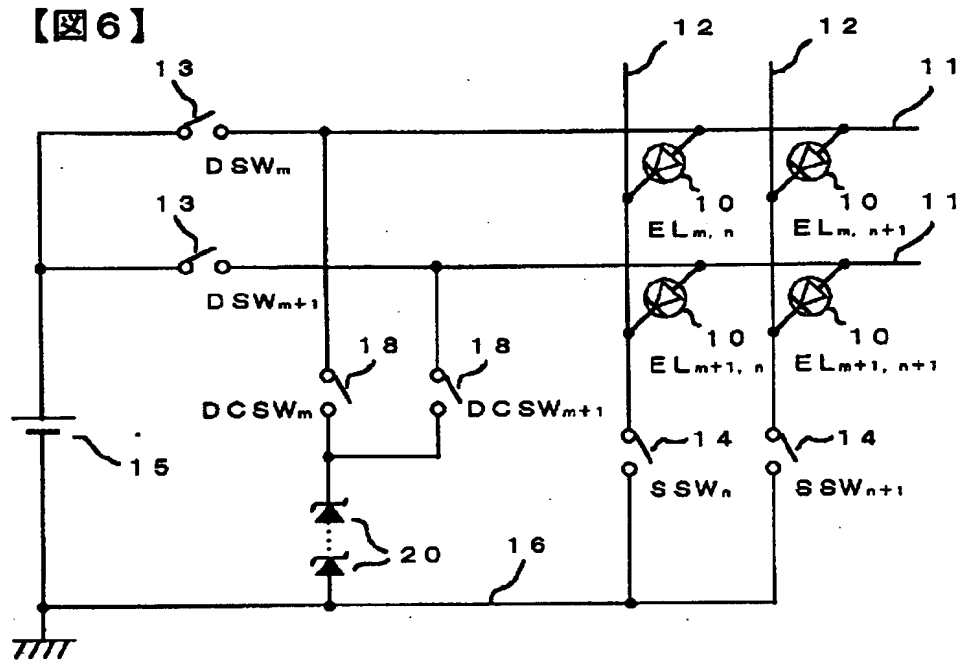 【図6】
13
12
12
11
DSWm
10
ELm, n
10
ELm, n+1
13
11
DSWm+1
10
ELm+1, n
10
ELm+1, n+1
18
18
DCSWm
DCSWm+1
14
14
SSWn
SSWn+1
15
20
16